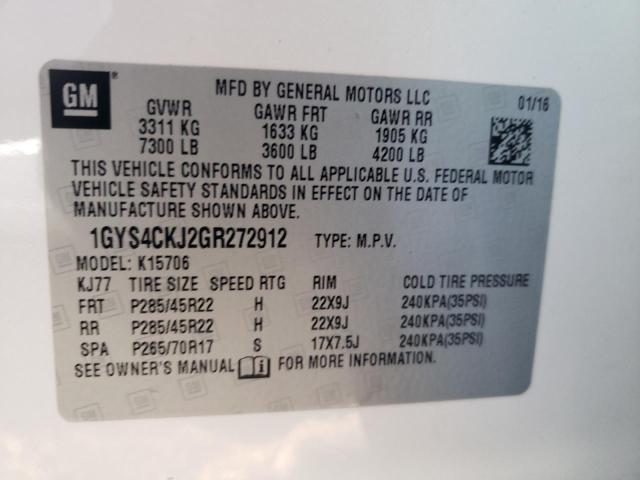 GM ®
MFD BY GENERAL MOTORS LLC
01/16
GVWR GAWR FRT GAWR RR
3311 KG 1633 KG 1905 KG
7300 LB 3600 LB 4200 LB
THIS VEHICLE CONFORMS TO ALL APPLICABLE U.S. FEDERAL MOTOR
VEHICLE SAFETY STANDARDS IN EFFECT ON THE DATE OF
MANUFACTURE SHOWN ABOVE.
1GYS4CKJ2GR272912 TYPE: M.P.V.
MODEL: K15706
KJ77 TIRE SIZE SPEED RTG RIM COLD TIRE PRESSURE
FRT P285/45R22 H 22X9J 240KPA(35PSI)
RR P285/45R22 H 22X9J 240KPA(35PSI)
SPA P265/70R17 S 17X7.5J 240KPA(35PSI)
SEE OWNER'S MANUAL FOR MORE INFORMATION.